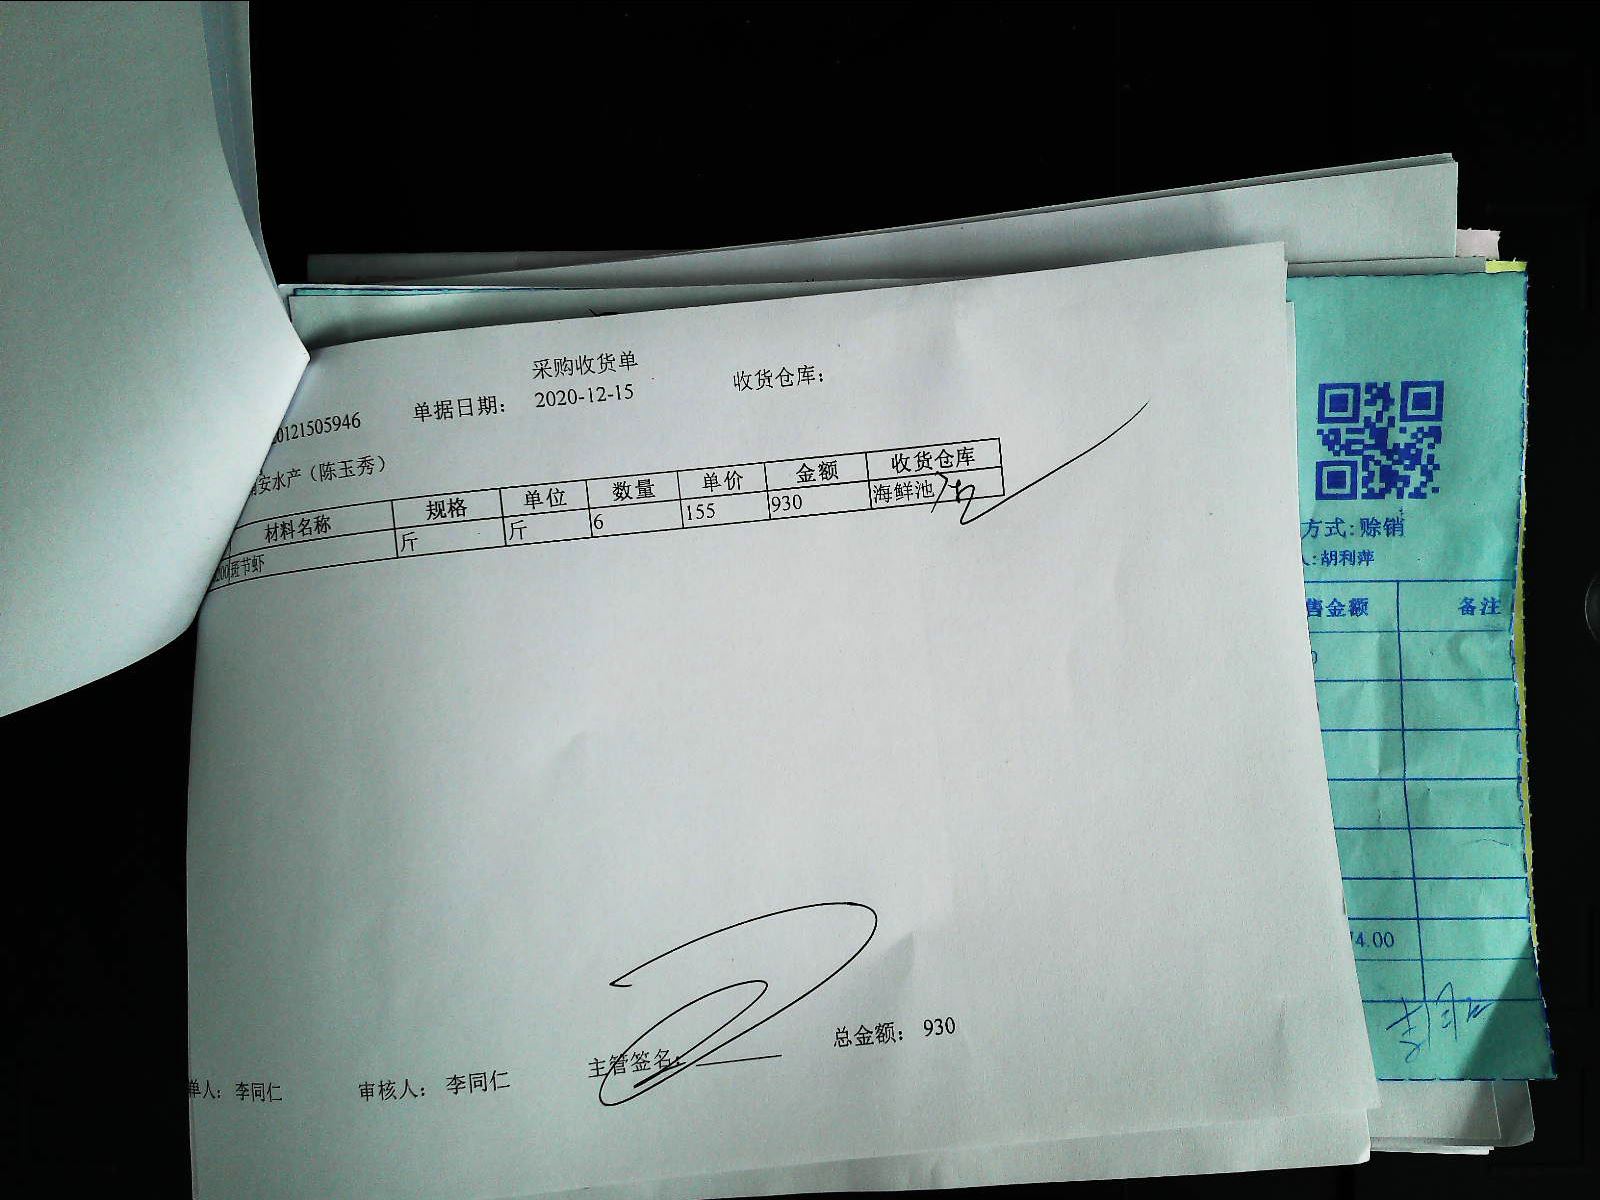 采购收货单
20121505946 单据日期： 2020-12-15 收货仓库：
安水产（陈玉秀）
材料名称 规格 单位 数量 单价 金额 收货仓库
200 斑节虾 斤 斤 6 155 930 海鲜池
主管签名： 总金额： 930
单人： 李同仁 审核人： 李同仁
方式:赊销
人:胡利萍
售金额 备注
0
74.00